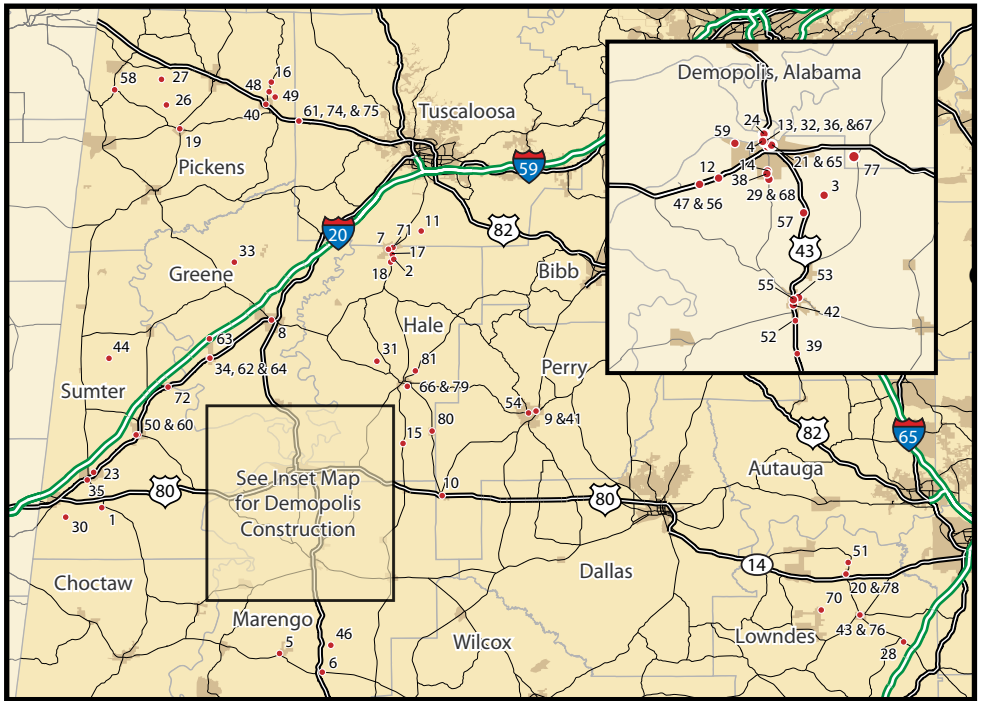 58
27
26
19
16
48
49
40
61, 74, & 75
Tuscaloosa
Pickens
59
20
82
11
7
71
17
2
18
33
Greene
Bibb
Hale
63
8
34, 62 & 64
44
31
81
66 & 79
Perry
Sumter
72
54
9 &41
50 & 60
15
80
See Inset Map
for Demopolis
Construction
23
35
80
30
1
10
80
Demopolis, Alabama
24
13, 32, 36, &67
59
4
21 & 65
77
12
14
38
29 & 68
47 & 56
3
57
43
53
55
42
52
39
82
65
Autauga
Choctaw
Dallas
14
51
20 & 78
70
43 & 76
Lowndes
28
Marengo
5
46
6
Wilcox